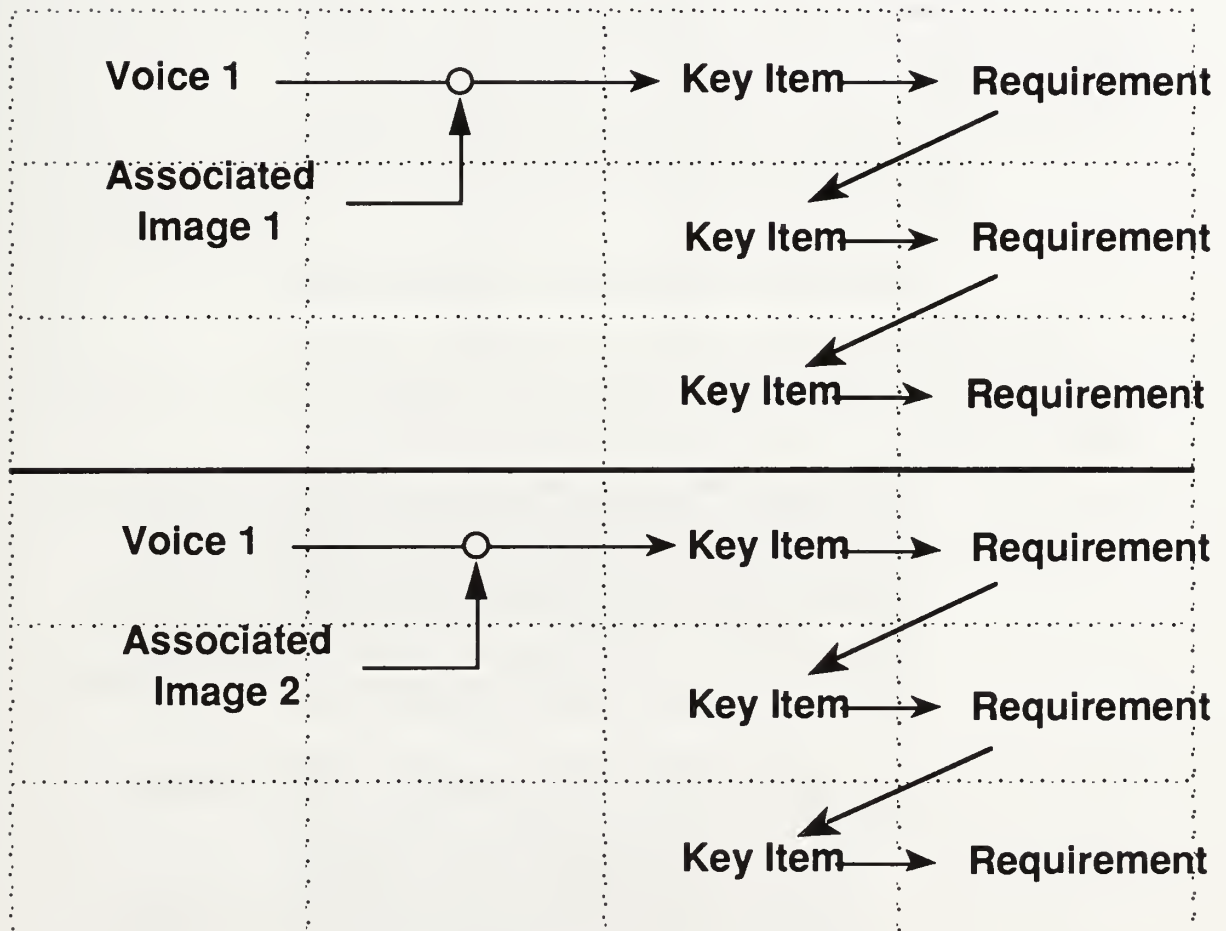 Voice 1 Key Item Requirement
Associated
Image 1
Key Item Requirement
Key Item Requirement
Voice 1 Key Item Requirement
Associated
Image 2
Key Item Requirement
Key Item Requirement